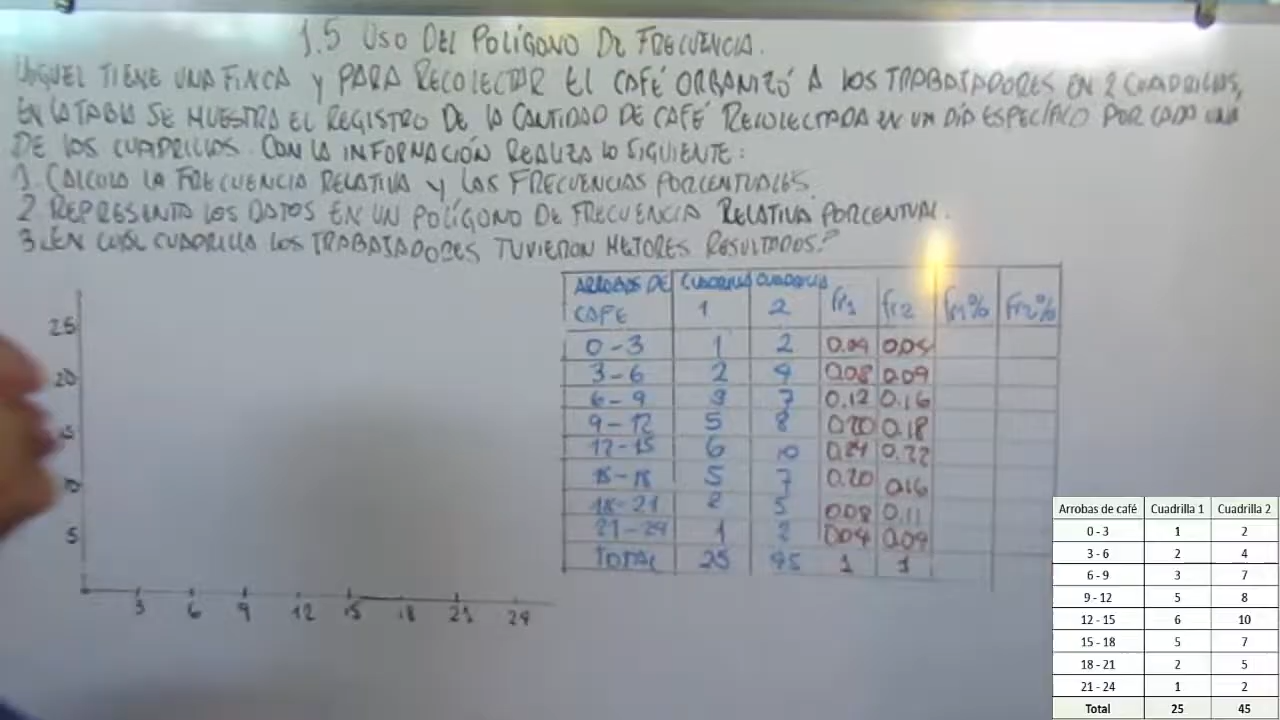 1.5 USO DEL POLÍGONO DE FRECUENCIA.
MIGUEL TIENE UNA FINCA Y PARA RECOLECTAR EL CAFÉ ORGANIZÓ A LOS TRABAJADORES EN 2 CUADRILLAS,
EN LA TABLA SE MUESTRA EL REGISTRO DE LA CANTIDAD DE CAFÉ RECOLECTADA EN UN DÍA ESPECÍFICO POR CADA UNA
DE LAS CUADRILLAS. CON LA INFORMACIÓN REALIZA LO SIGUIENTE:
1. CALCULA LA FRECUENCIA RELATIVA Y LAS FRECUENCIAS PORCENTUALES.
2. REPRESENTA LOS DATOS EN UN POLÍGONO DE FRECUENCIA RELATIVA PORCENTUAL.
3. EN CUÁL CUADRILLA LOS TRABAJADORES TUVIERON MEJORES RESULTADOS?
25
20
15
10
5
3 6 9 12 15 18 21 24
ARROBAS DE CAFE CUADRILLA 1 CUADRILLA 2 fr1 fr2 fr1% Fr2%
0-3 1 2 0.04 0.04
3-6 2 4 0.08 0.09
6-9 3 7 0.12 0.16
9-12 5 8 0.20 0.18
12-15 6 10 0.24 0.22
15-18 5 7 0.20 0.16
18-21 2 5 0.08 0.11
21-24 1 2 0.04 0.04
TOTAL 25 45 1 1
Arrobas de café Cuadrilla 1 Cuadrilla 2
0 - 3 1 2
3 - 6 2 4
6 - 9 3 7
9 - 12 5 8
12 - 15 6 10
15 - 18 5 7
18 - 21 2 5
21 - 24 1 2
Total 25 45